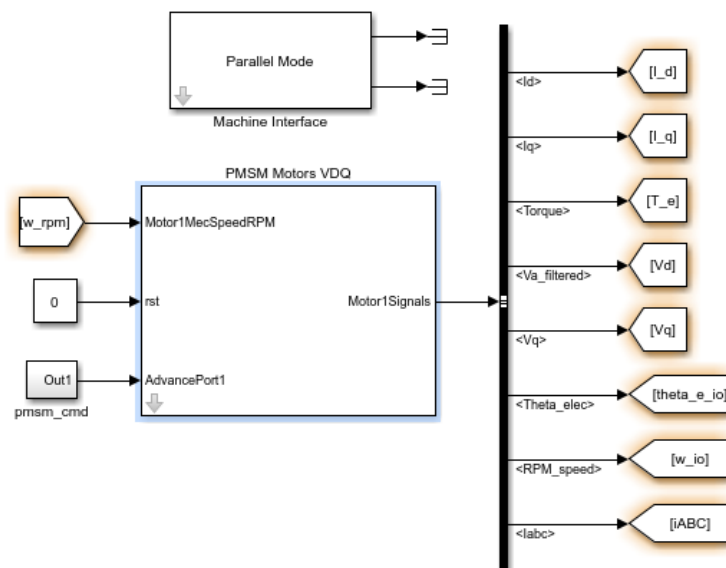 Parallel Mode
Machine Interface
PMSM Motors VDQ
[w_rpm]
Motor1MecSpeedRPM
0
rst
Motor1Signals
Out1
AdvancePort1
pmsm_cmd
<Id>
[I_d]
<Iq>
[I_q]
<Torque>
[T_e]
<Va_filtered>
[Vd]
<Vq>
[Vq]
<Theta_elec>
[theta_e_io]
<RPM_speed>
[w_io]
<Iabc>
[iABC]